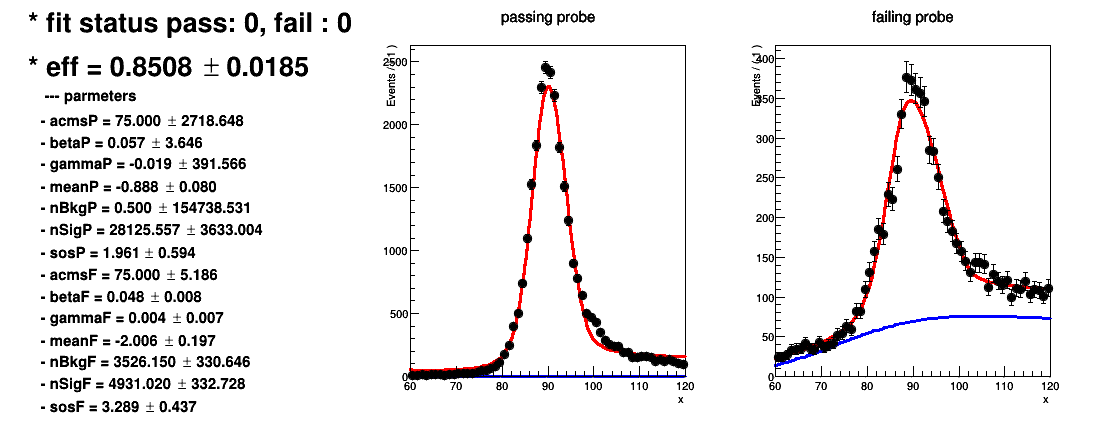 * fit status pass: 0, fail : 0
* eff = 0.8508 ± 0.0185
--- parmeters
- acmsP = 75.000 ± 2718.648
- betaP = 0.057 ± 3.646
- gammaP = -0.019 ± 391.566
- meanP = -0.888 ± 0.080
- nBkgP = 0.500 ± 154738.531
- nSigP = 28125.557 ± 3633.004
- sosP = 1.961 ± 0.594
- acmsF = 75.000 ± 5.186
- betaF = 0.048 ± 0.008
- gammaF = 0.004 ± 0.007
- meanF = -2.006 ± 0.197
- nBkgF = 3526.150 ± 330.646
- nSigF = 4931.020 ± 332.728
- sosF = 3.289 ± 0.437
passing probe
Events / ( 1 )
2500
2000
1500
1000
500
0
60 70 80 90 100 110 120
x
failing probe
Events / ( 1 )
400
350
300
250
200
150
100
50
0
60 70 80 90 100 110 120
x